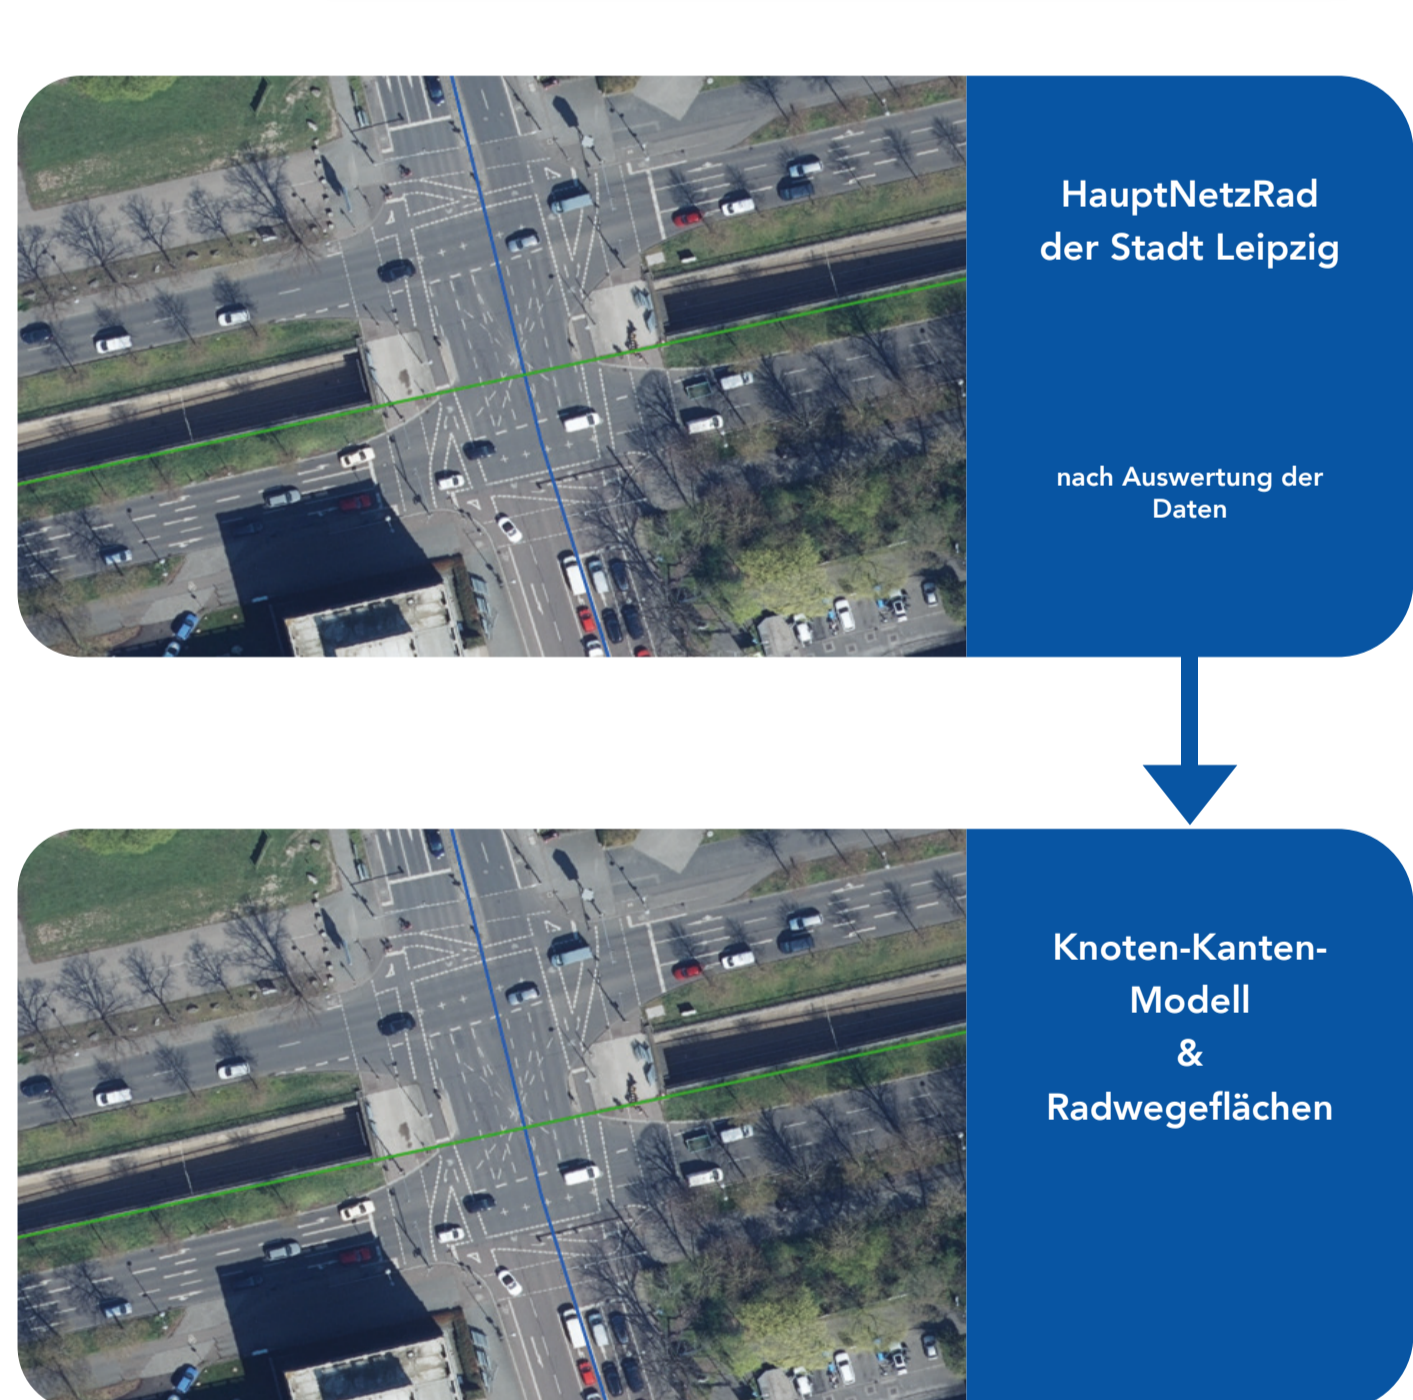 HauptNetzRad
der Stadt Leipzig
nach Auswertung der
Daten
Knoten-Kanten-
Modell
&
Radwegeflächen